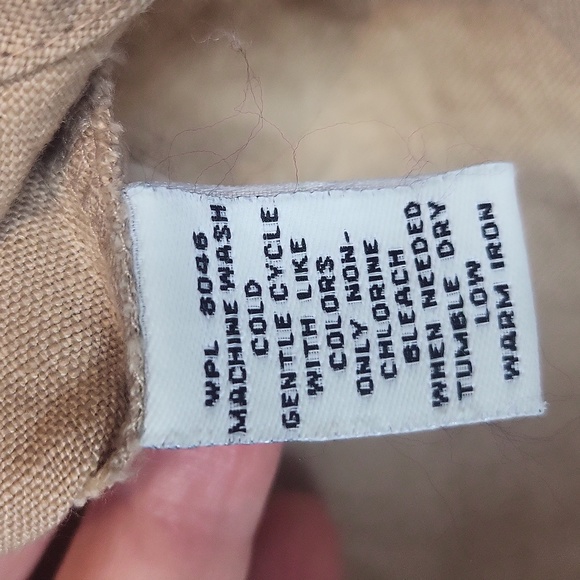 WPL 8046
MACHINE WASH
COLD
GENTLE CYCLE
WITH LIKE
COLORS
ONLY NON-
CHLORINE
BLEACH
WHEN NEEDED
TUMBLE DRY
LOW
WARM IRON